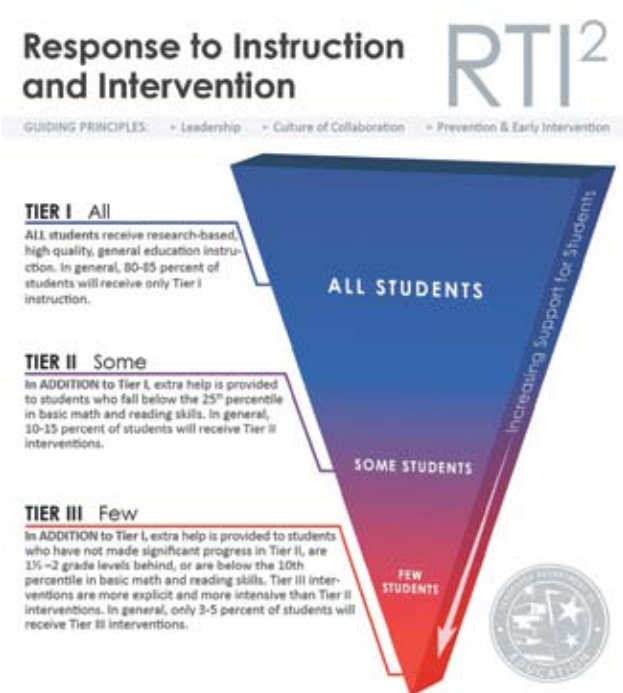 Response to Instruction
and Intervention
RTI²
GUIDING PRINCIPLES: • Leadership • Culture of Collaboration • Prevention & Early Intervention
TIER I All
ALL students receive research-based,
high quality, general education instru-
ction. In general, 80-85 percent of
students will receive only Tier I
instruction.
ALL STUDENTS
Increasing Support for Students
TIER II Some
In ADDITION to Tier I, extra help is provided
to students who fall below the 25th percentile
in basic math and reading skills. In general,
10-15 percent of students will receive Tier II
interventions.
SOME STUDENTS
TIER III Few
In ADDITION to Tier I, extra help is provided to students
who have not made significant progress in Tier II, are
1½ –2 grade levels behind, or are below the 10th
percentile in basic math and reading skills. Tier III inter-
ventions are more explicit and more intensive than Tier II
interventions. In general, only 3-5 percent of students will
receive Tier III interventions.
FEW
STUDENTS
EDUCATION